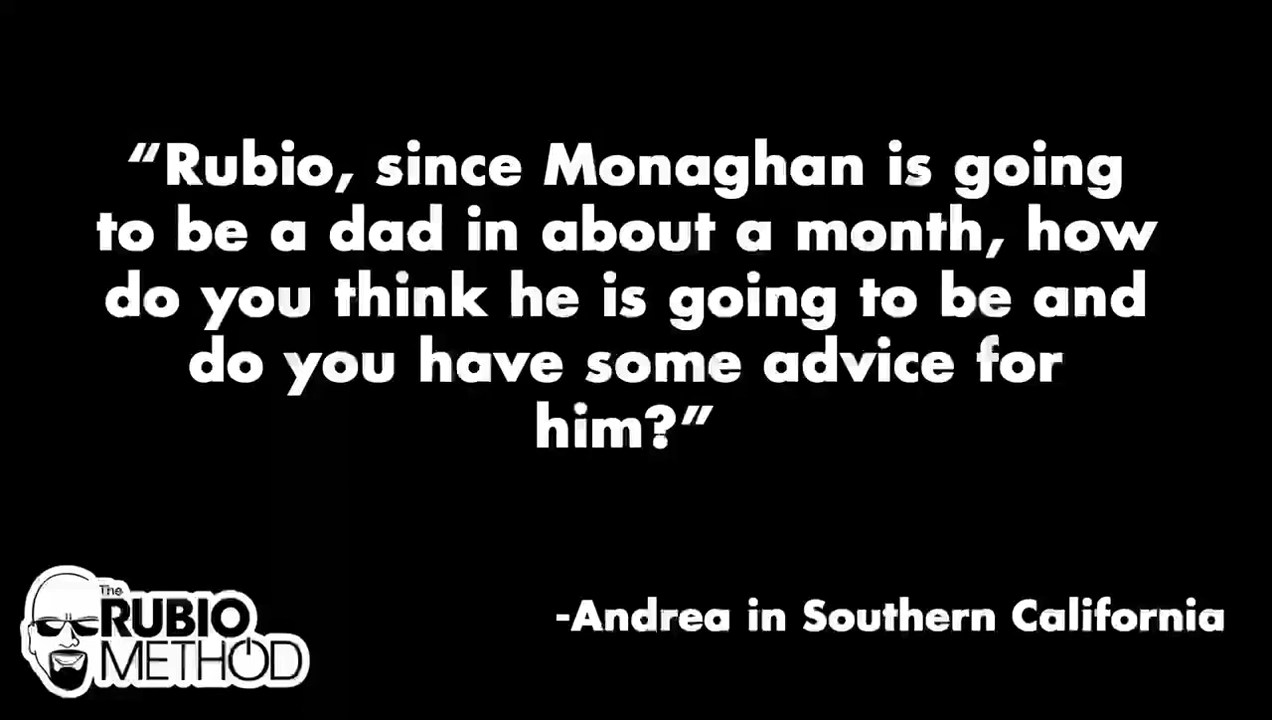 “Rubio, since Monaghan is going
to be a dad in about a month, how
do you think he is going to be and
do you have some advice for
him?”
-Andrea in Southern California
The
RUBIO
METHOD